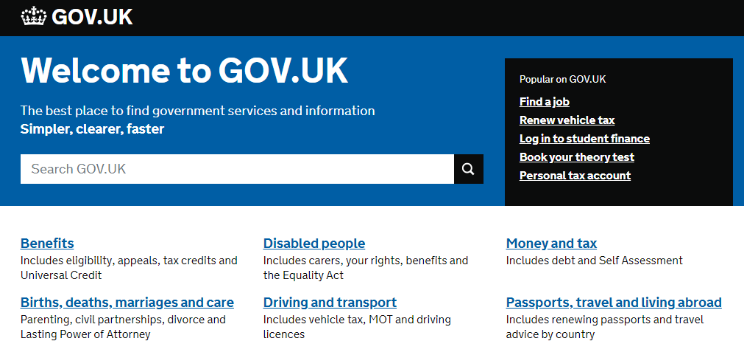 GOV.UK
Welcome to GOV.UK
The best place to find government services and information
Simpler, clearer, faster
Search GOV.UK
Popular on GOV.UK
Find a job
Renew vehicle tax
Log in to student finance
Book your theory test
Personal tax account
Benefits
Includes eligibility, appeals, tax credits and
Universal Credit
Disabled people
Includes carers, your rights, benefits and
the Equality Act
Money and tax
Includes debt and Self Assessment
Births, deaths, marriages and care
Parenting, civil partnerships, divorce and
Lasting Power of Attorney
Driving and transport
Includes vehicle tax, MOT and driving
licences
Passports, travel and living abroad
Includes renewing passports and travel
advice by country